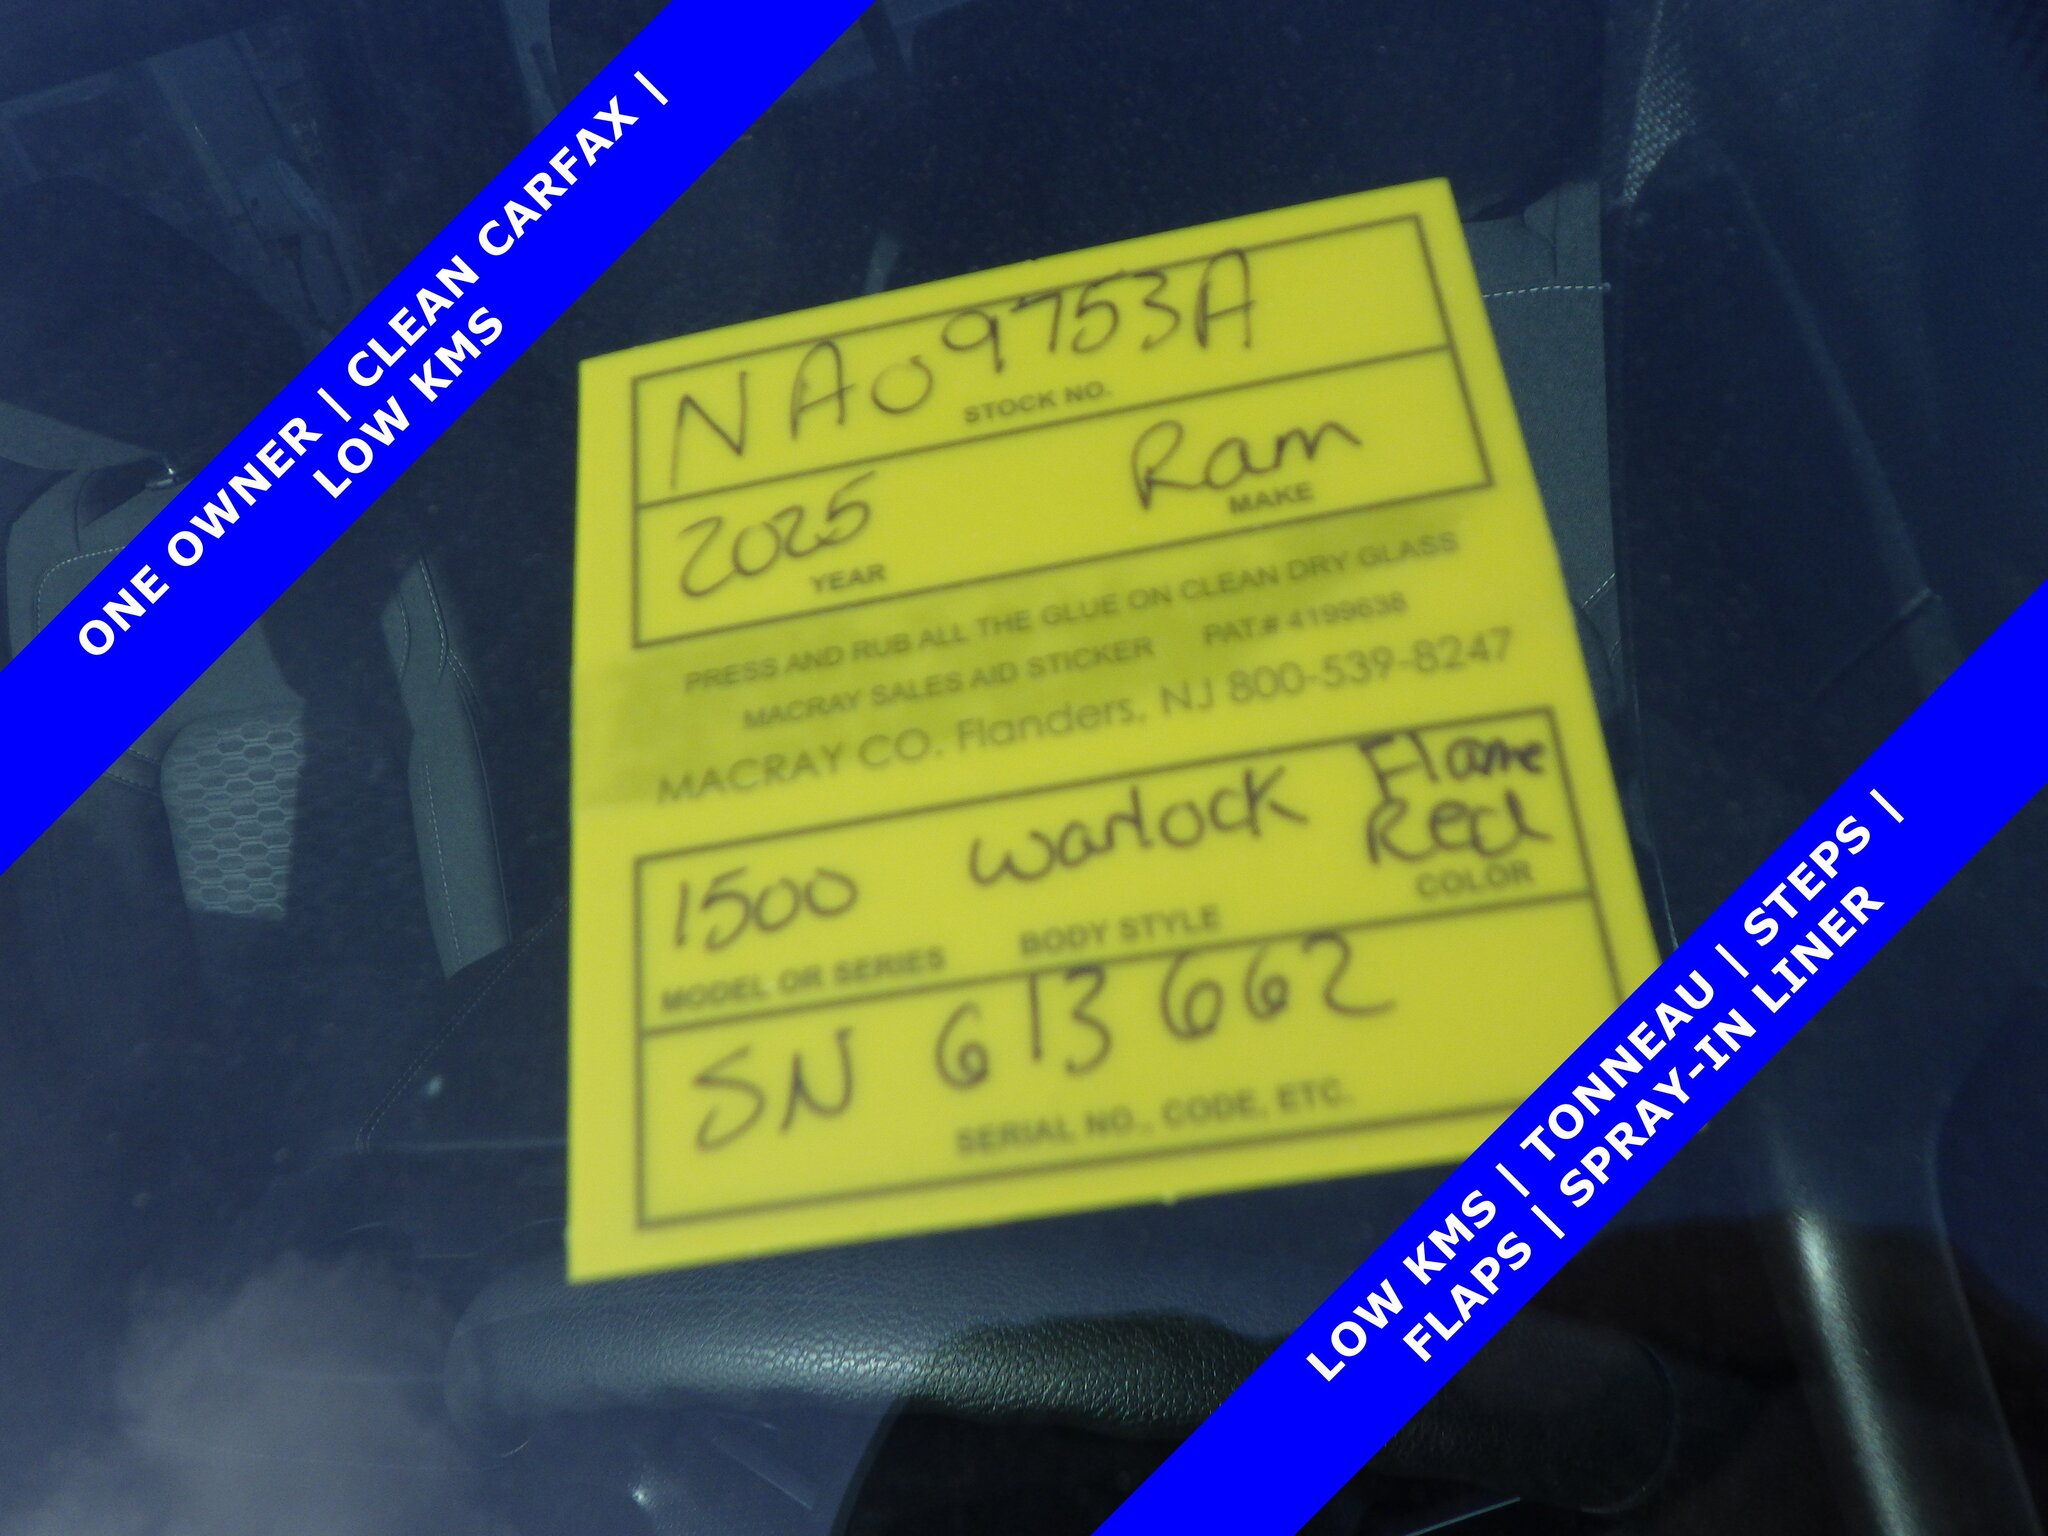 ONE OWNER | CLEAN CARFAX |
LOW KMS
NA09753A
STOCK NO.
2025 Ram
YEAR MAKE
PRESS AND RUB ALL THE GLUE ON CLEAN DRY GLASS
MACRAY SALES AID STICKER PAT.# 4199838
MACRAY CO. Flanders, NJ 800-539-8247
1500 Warlock Flame
Red
MODEL OR SERIES BODY STYLE COLOR
SN 613662
SERIAL NO., CODE, ETC.
LOW KMS | TONNEAU | STEPS |
FLAPS | SPRAY-IN LINER